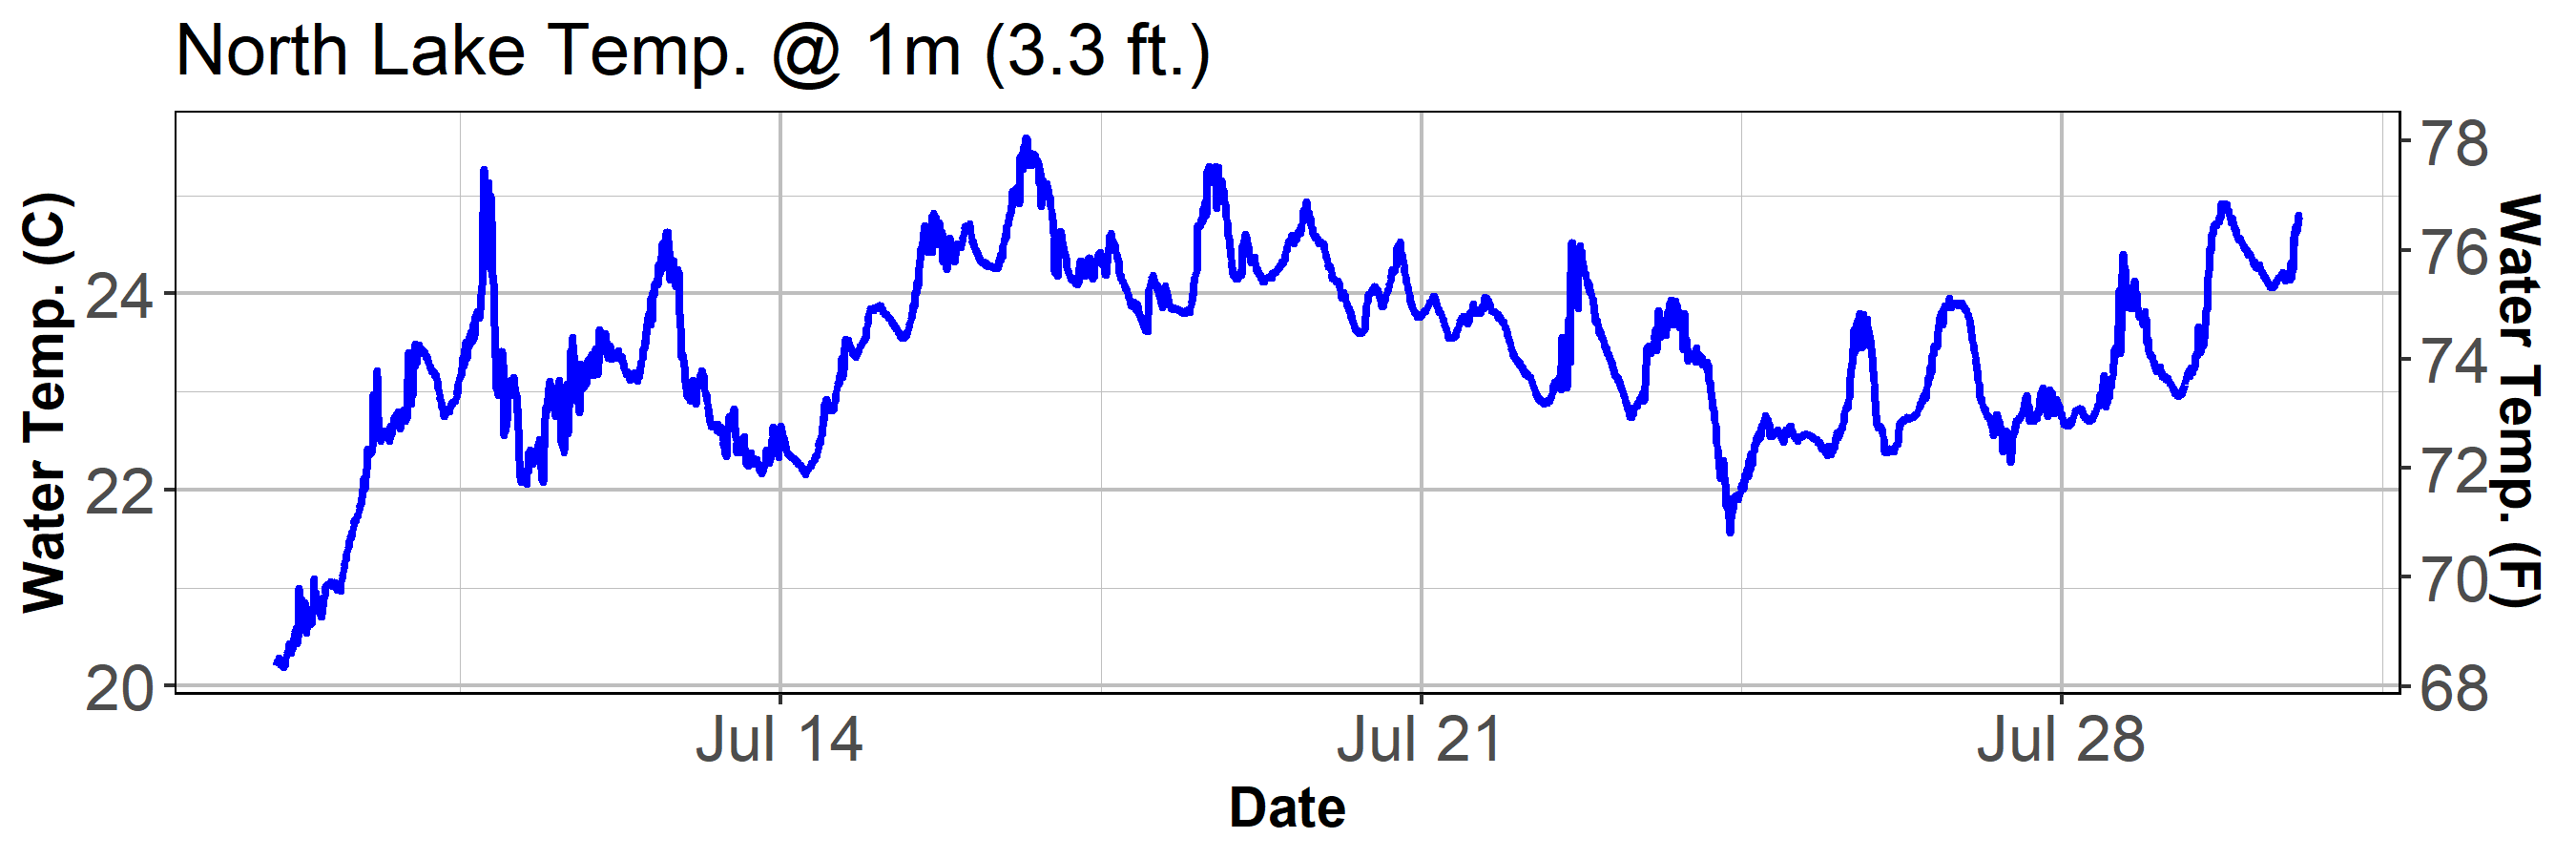 North Lake Temp. @ 1m (3.3 ft.)
Water Temp. (C)
24
22
20
78
76
74
72
70
68
Water Temp. (F)
Jul 14
Jul 21
Jul 28
Date